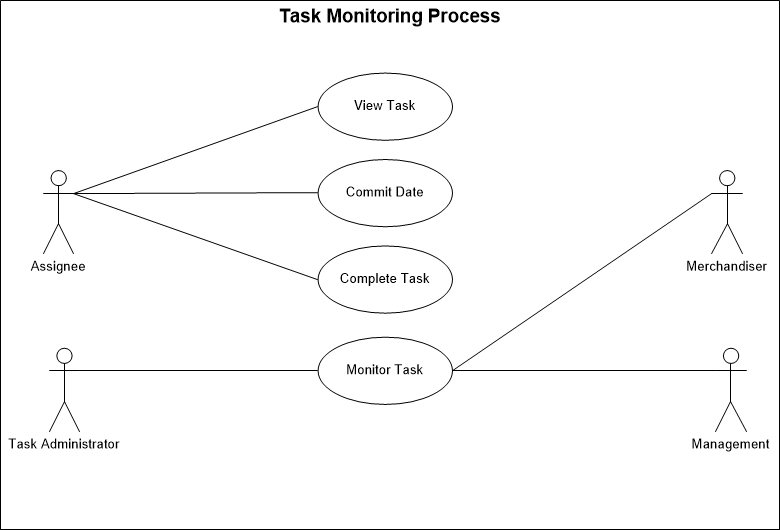 Task Monitoring Process
View Task
Commit Date
Assignee
Merchandiser
Complete Task
Monitor Task
Task Administrator
Management